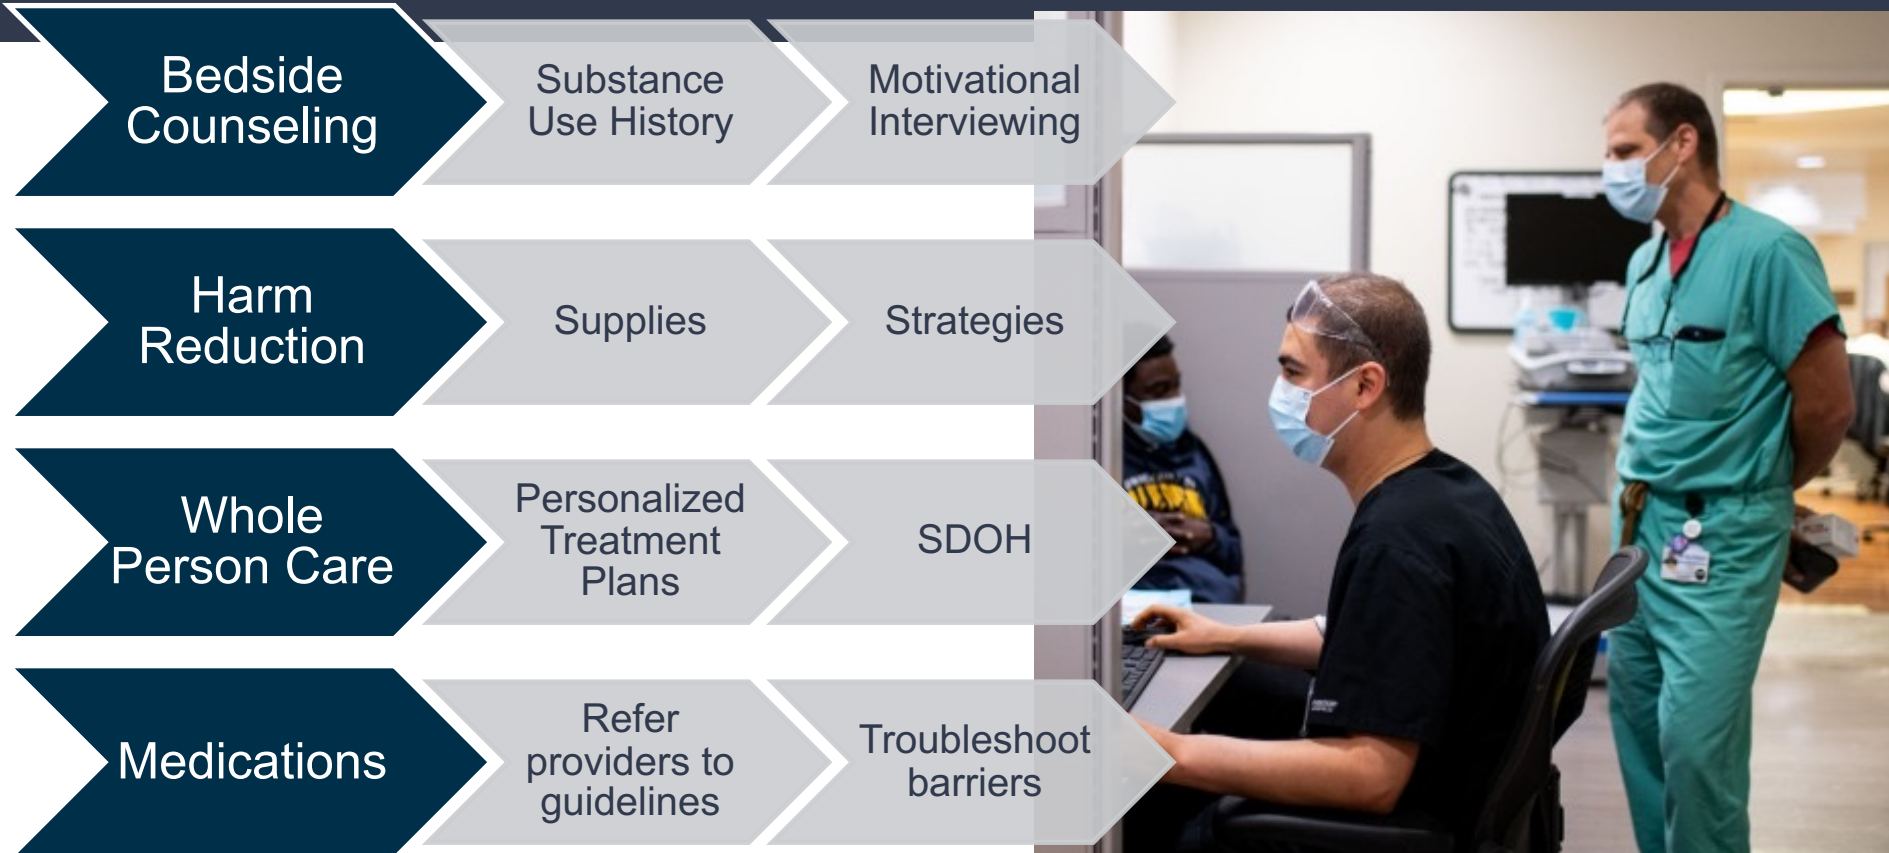 Bedside
Counseling
Substance
Use History
Motivational
Interviewing
Harm
Reduction
Supplies
Strategies
Whole
Person Care
Personalized
Treatment
Plans
SDOH
Medications
Refer
providers to
guidelines
Troubleshoot
barriers